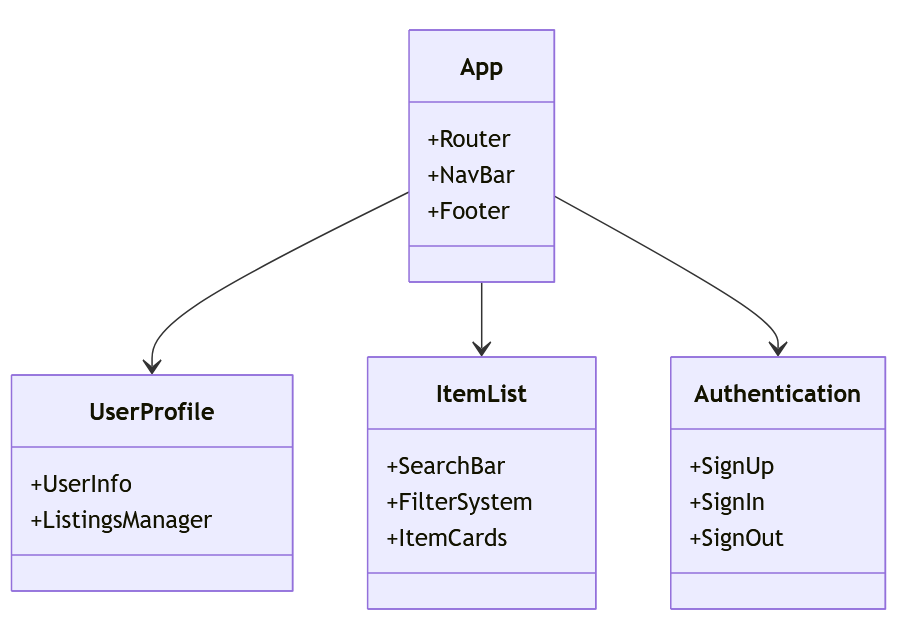 App
+Router
+NavBar
+Footer
UserProfile
+UserInfo
+ListingsManager
ItemList
+SearchBar
+FilterSystem
+ItemCards
Authentication
+SignUp
+SignIn
+SignOut